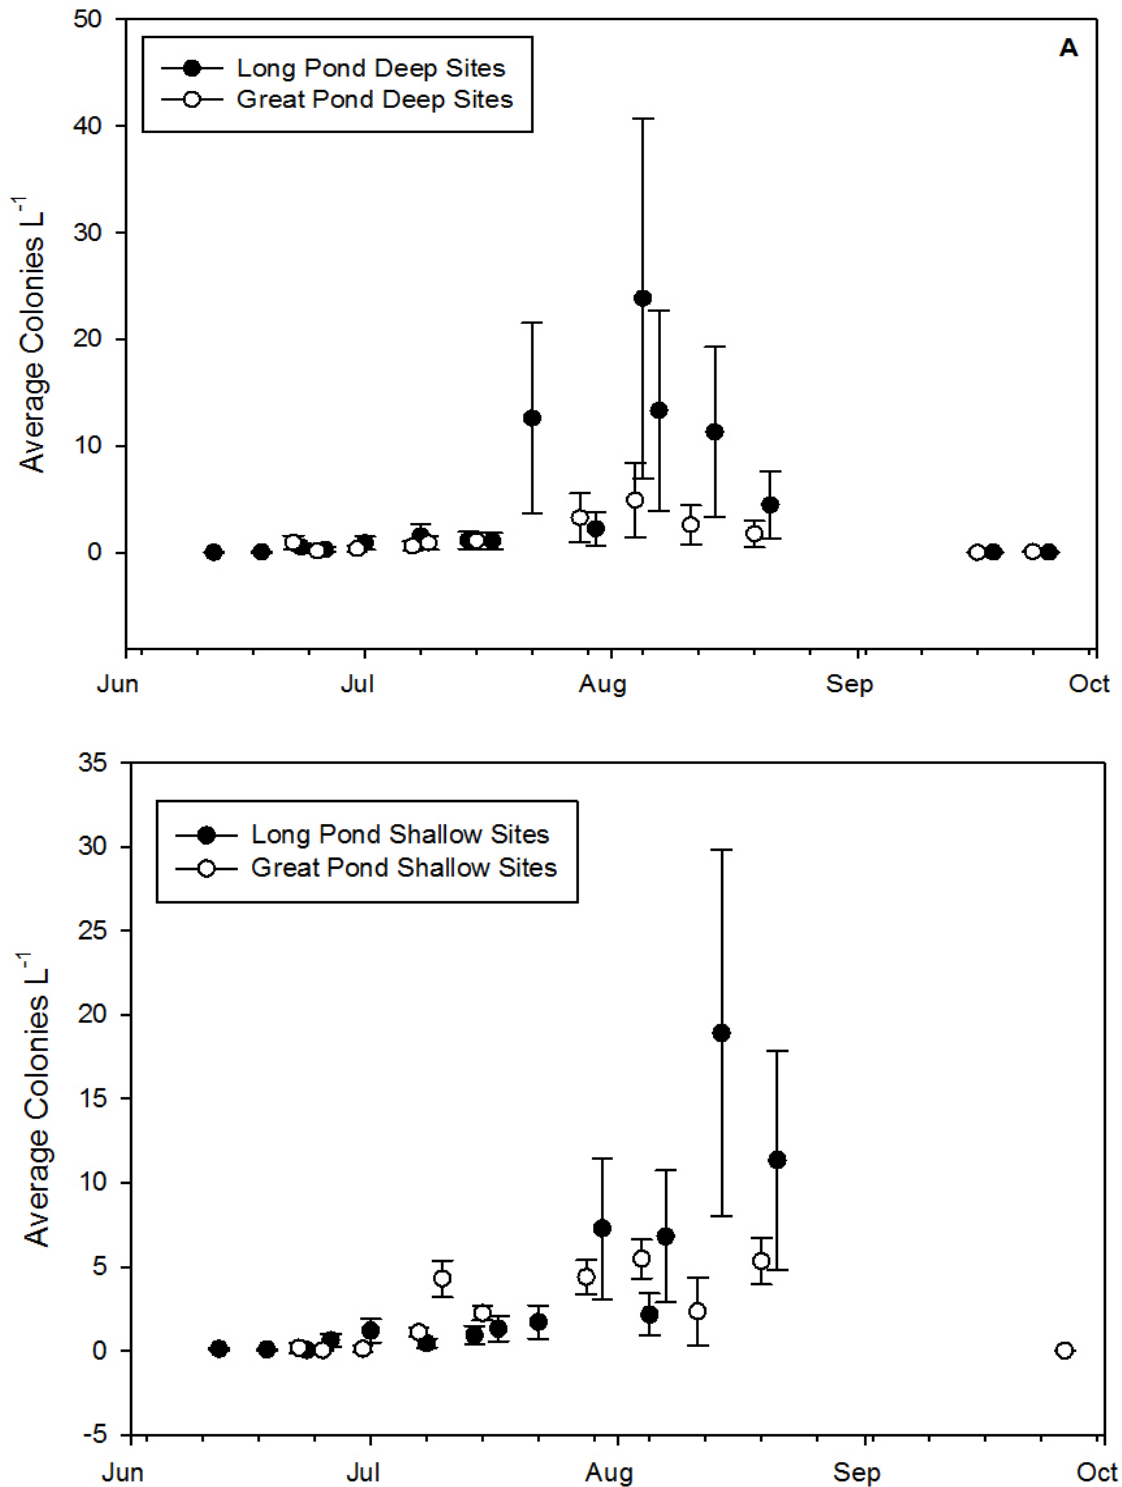 50
A
Long Pond Deep Sites
Great Pond Deep Sites
40
30
20
10
0
Average Colonies L⁻¹
Jun Jul Aug Sep Oct
35
Long Pond Shallow Sites
Great Pond Shallow Sites
30
25
20
15
10
5
0
-5
Average Colonies L⁻¹
Jun Jul Aug Sep Oct